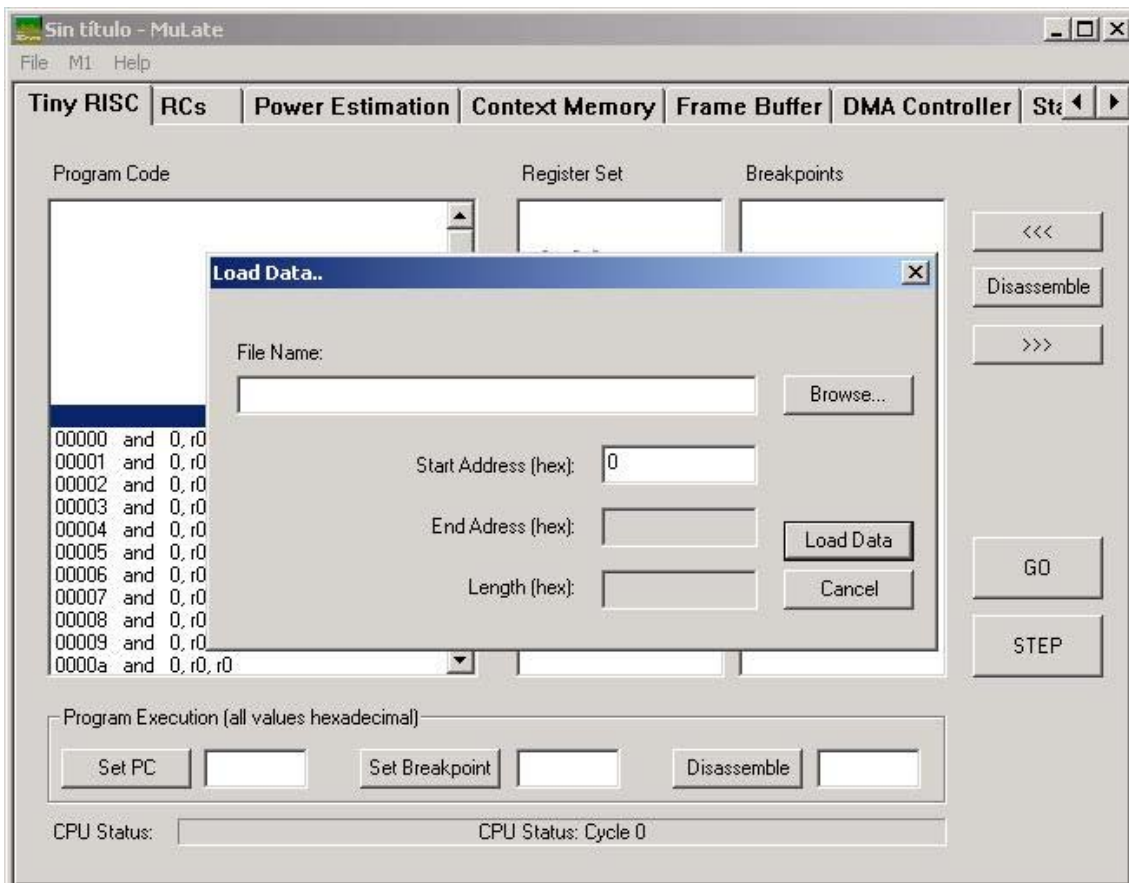 Sin título - MuLate
File M1 Help
Tiny RISC RCs Power Estimation Context Memory Frame Buffer DMA Controller
Program Code Register Set Breakpoints
<<<
Load Data..
Disassemble
File Name:
>>>
Browse...
00000 and 0, r0
00001 and 0, r0
Start Address (hex): 0
00002 and 0, r0
00003 and 0, r0
00004 and 0, r0
End Adress (hex):
Load Data
00005 and 0, r0
00006 and 0, r0
GO
00007 and 0, r0
Length (hex):
Cancel
00008 and 0, r0
00009 and 0, r0
0000a and 0, r0, r0
STEP
Program Execution (all values hexadecimal)
Set PC Set Breakpoint Disassemble
CPU Status: CPU Status: Cycle 0